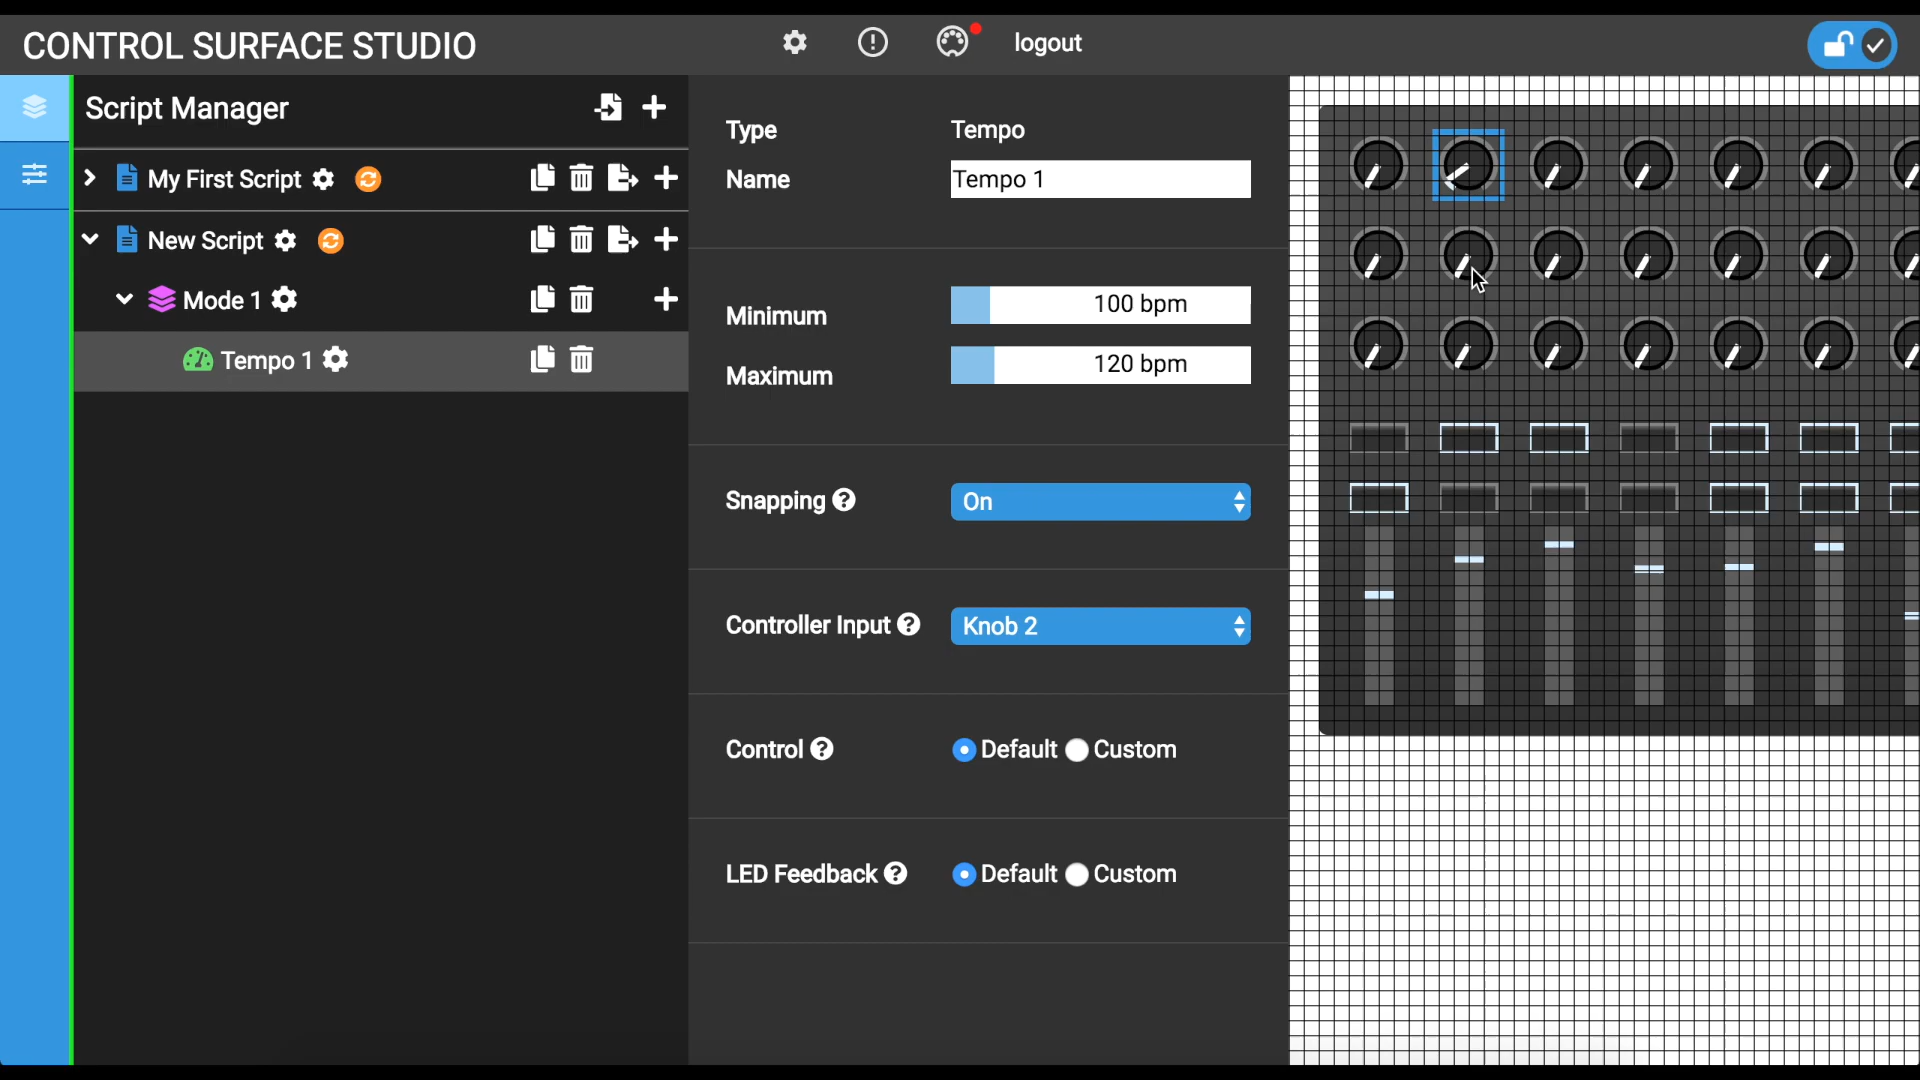 CONTROL SURFACE STUDIO
logout
Script Manager
My First Script
New Script
Mode 1
Tempo 1
Type Tempo
Name Tempo 1
Minimum 100 bpm
Maximum 120 bpm
Snapping On
Controller Input Knob 2
Control Default Custom
LED Feedback Default Custom